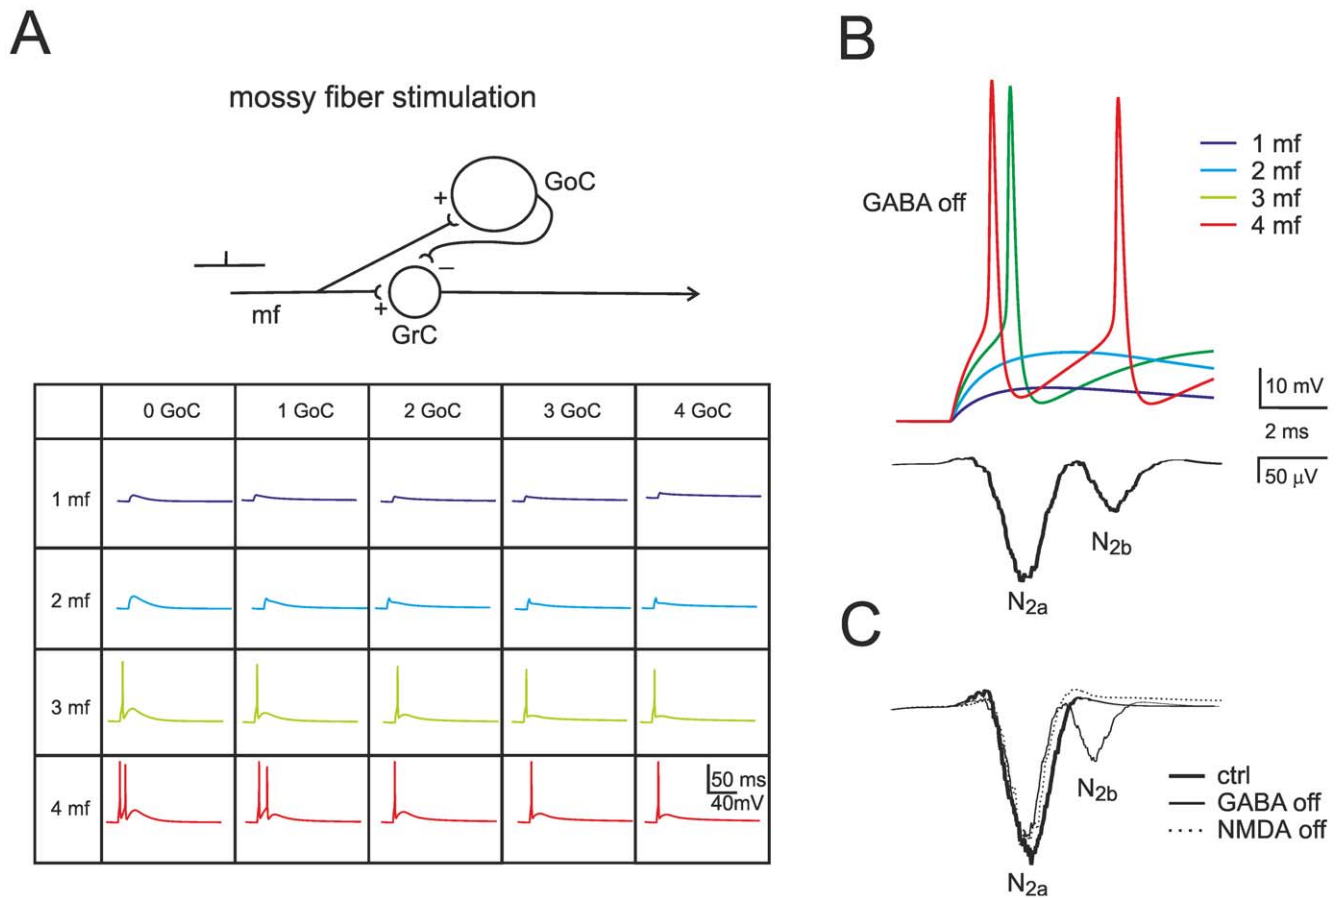 A
mossy fiber stimulation
GoC
+
−
mf
+
GrC
0 GoC 1 GoC 2 GoC 3 GoC 4 GoC
1 mf
2 mf
3 mf
4 mf
50 ms
40mV
B
GABA off
1 mf
2 mf
3 mf
4 mf
10 mV
2 ms
50 μV
N2a
N2b
C
N2b
N2a
ctrl
GABA off
NMDA off